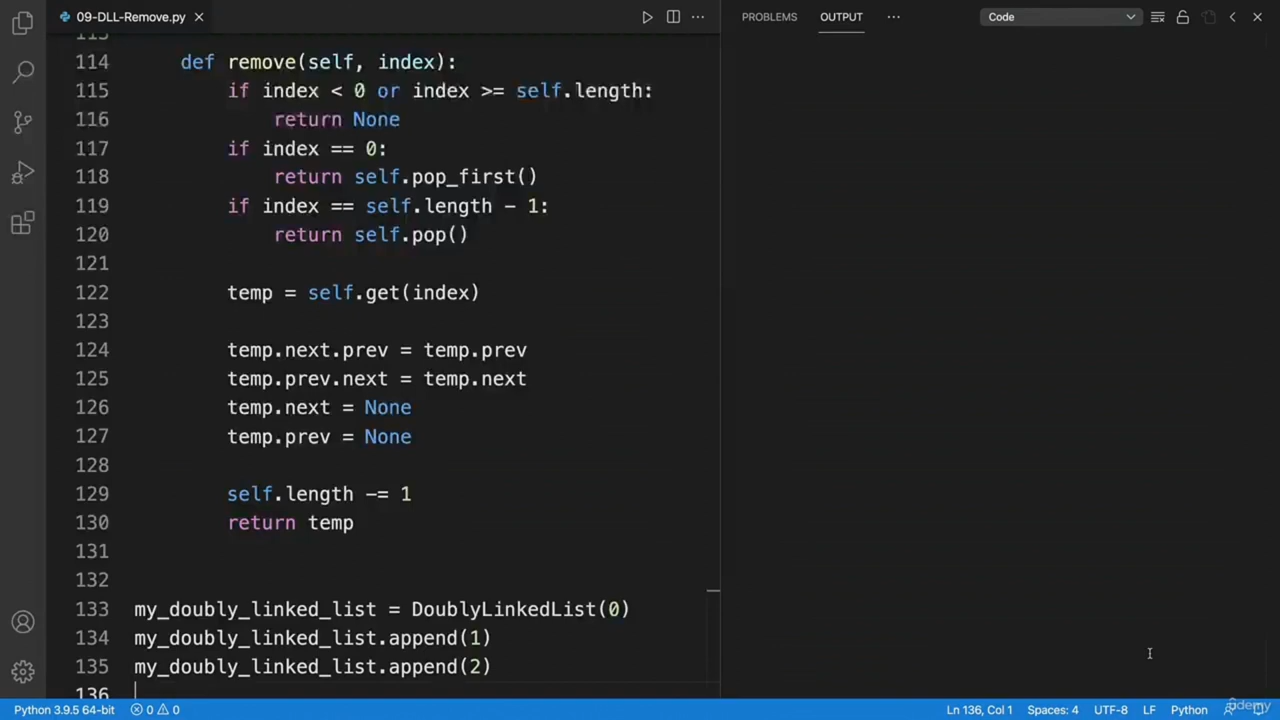 09-DLL-Remove.py
PROBLEMS OUTPUT ... Code
113
114 def remove(self, index):
115 if index < 0 or index >= self.length:
116 return None
117 if index == 0:
118 return self.pop_first()
119 if index == self.length - 1:
120 return self.pop()
121
122 temp = self.get(index)
123
124 temp.next.prev = temp.prev
125 temp.prev.next = temp.next
126 temp.next = None
127 temp.prev = None
128
129 self.length -= 1
130 return temp
131
132
133 my_doubly_linked_list = DoublyLinkedList(0)
134 my_doubly_linked_list.append(1)
135 my_doubly_linked_list.append(2)
136
Python 3.9.5 64-bit 0 0 Ln 136, Col 1 Spaces: 4 UTF-8 LF Python
udemy